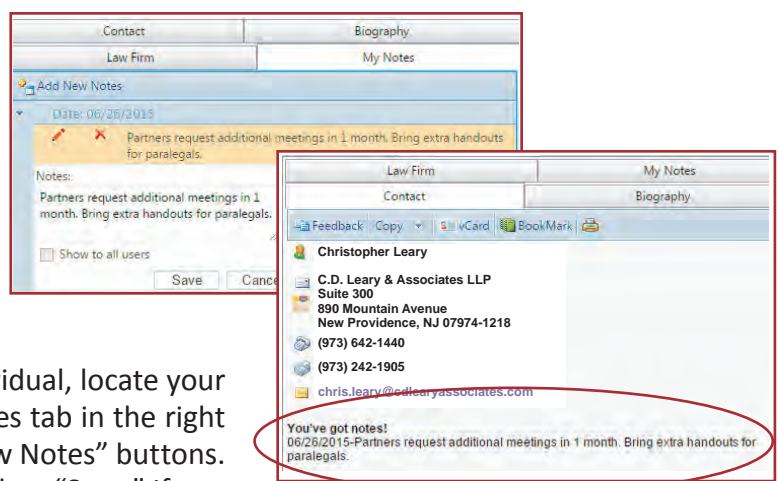 Contact Biography
Law Firm My Notes
Add New Notes
Date: 06/26/2015
Partners request additional meetings in 1 month. Bring extra handouts
for paralegals.
Notes:
Partners request additional meetings in 1
month. Bring extra handouts for paralegals.
Show to all users
Save Cance
Law Firm My Notes
Contact Biography
Feedback Copy vCard BookMark
Christopher Leary
C.D. Leary & Associates LLP
Suite 300
890 Mountain Avenue
New Providence, NJ 07974-1218
(973) 642-1440
(973) 242-1905
chris.leary@cdlearyassociates.com
You've got notes!
06/26/2015-Partners request additional meetings in 1 month. Bring extra handouts for
paralegals.
vidual, locate your
es tab in the right
w Notes" buttons.